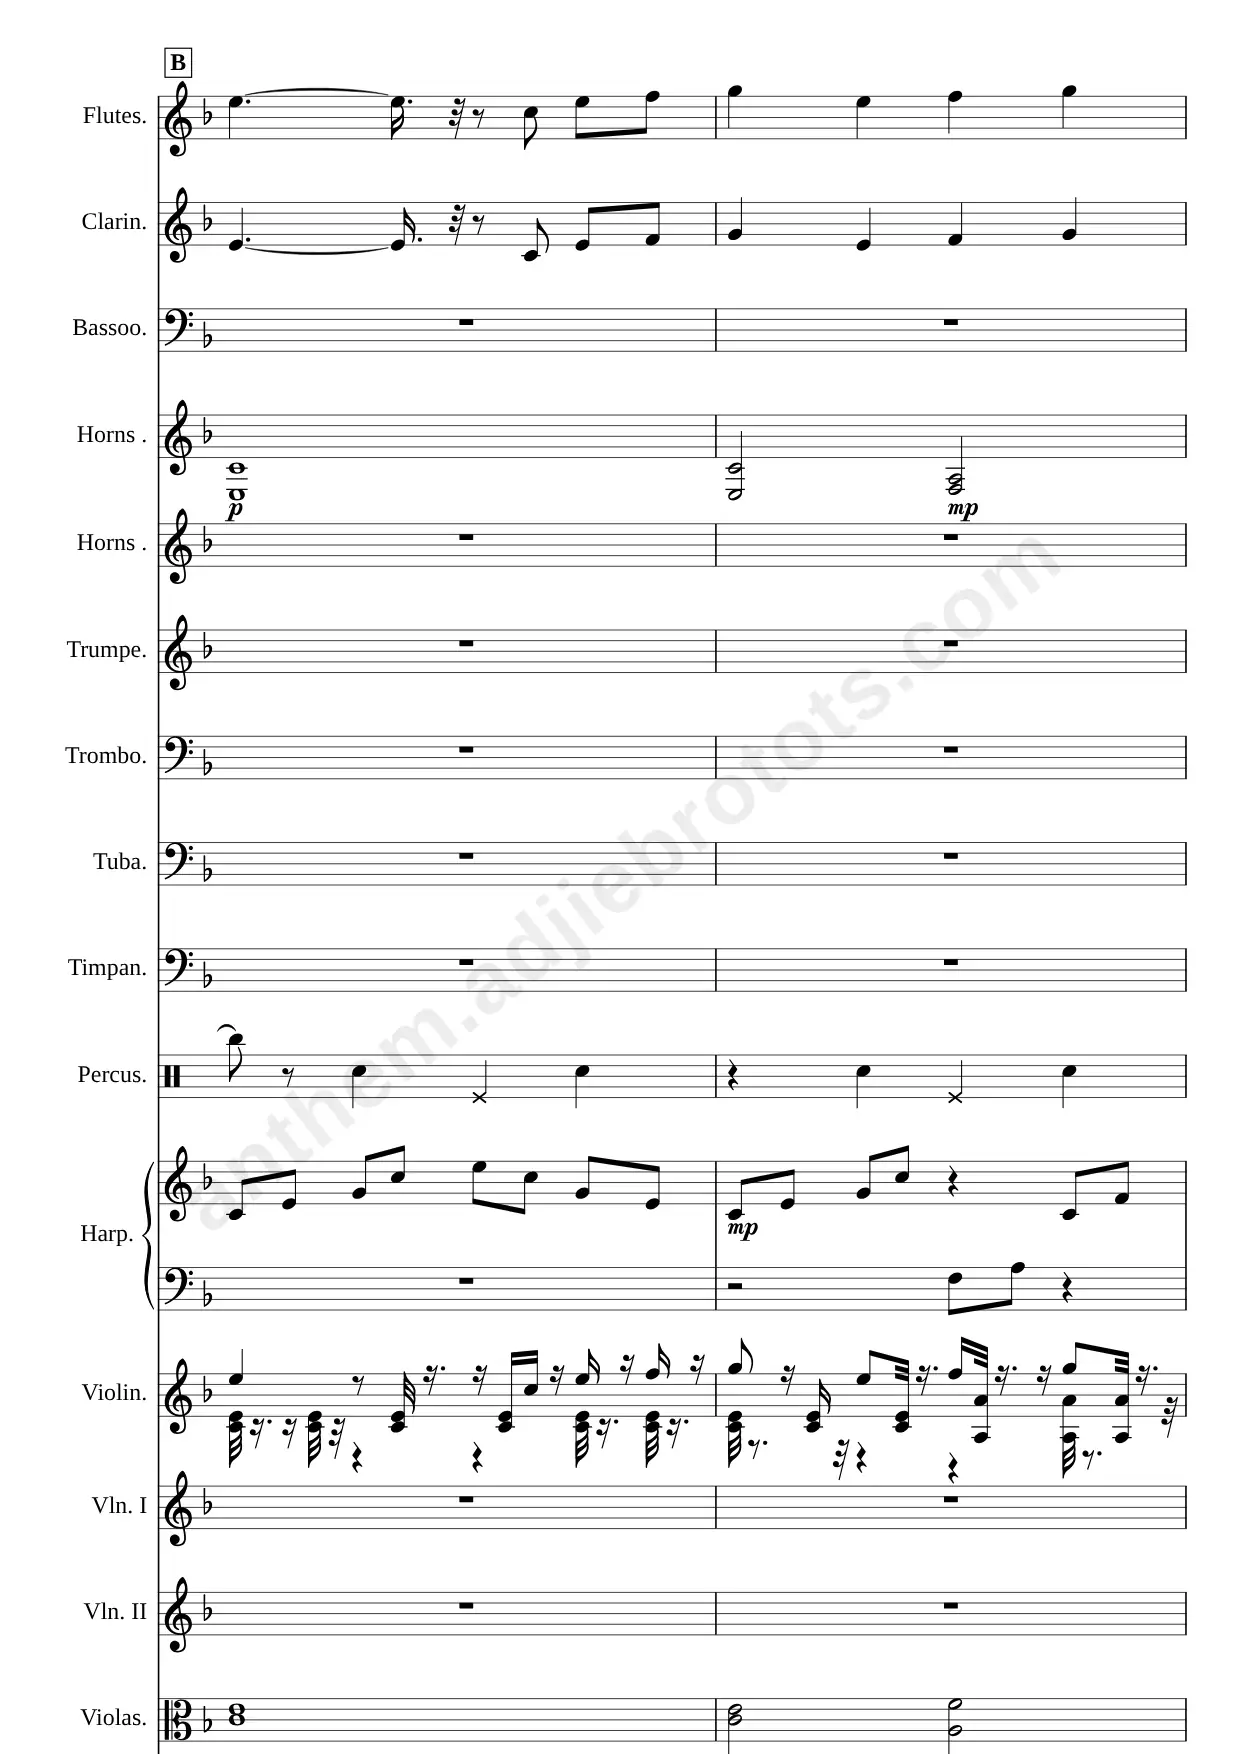 B
Flutes.
Clarin.
Bassoo.
Horns .
p
mp
Horns .
Trumpe.
Trombo.
Tuba.
Timpan.
Percus.
Harp.
mp
Violin.
Vln. I
Vln. II
Violas.
anthem.adjiebrotots.com